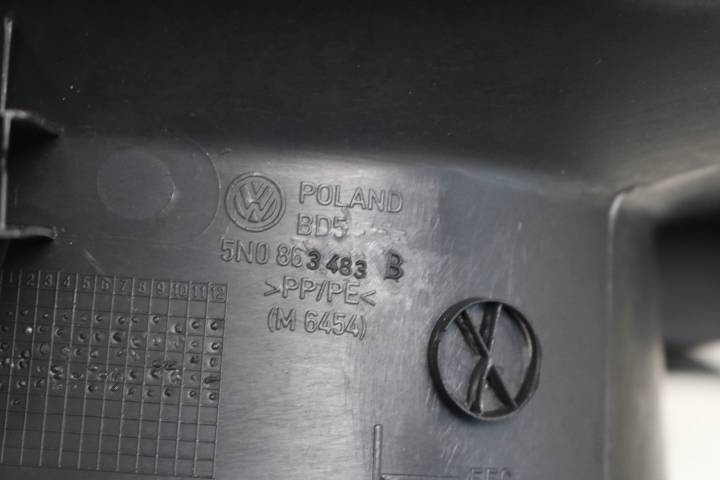 POLAND
BD5
5N0 863 483 B
>PP/PE<
(M 6454)
1 2 3 4 5 6 7 8 9 10 11 12